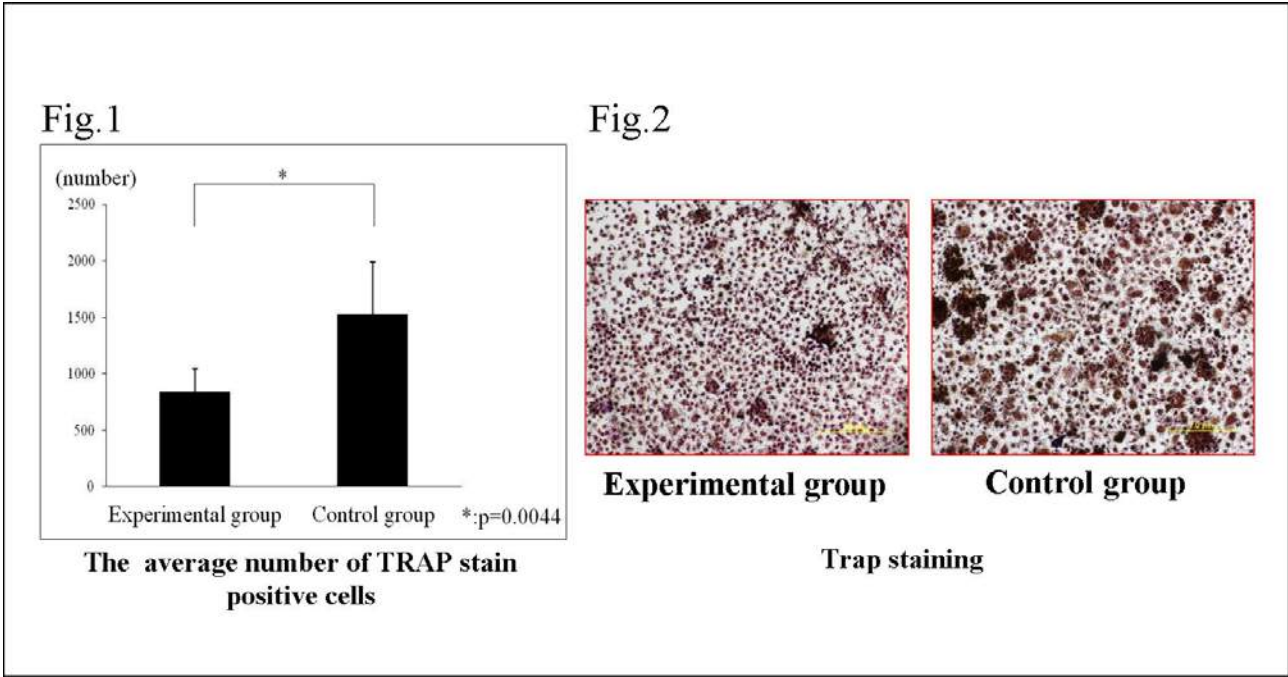 Fig.1
(number)
*
2500
2000
1500
1000
500
0
Experimental group Control group *:p=0.0044
The average number of TRAP stain
positive cells
Fig.2
Experimental group Control group
Trap staining